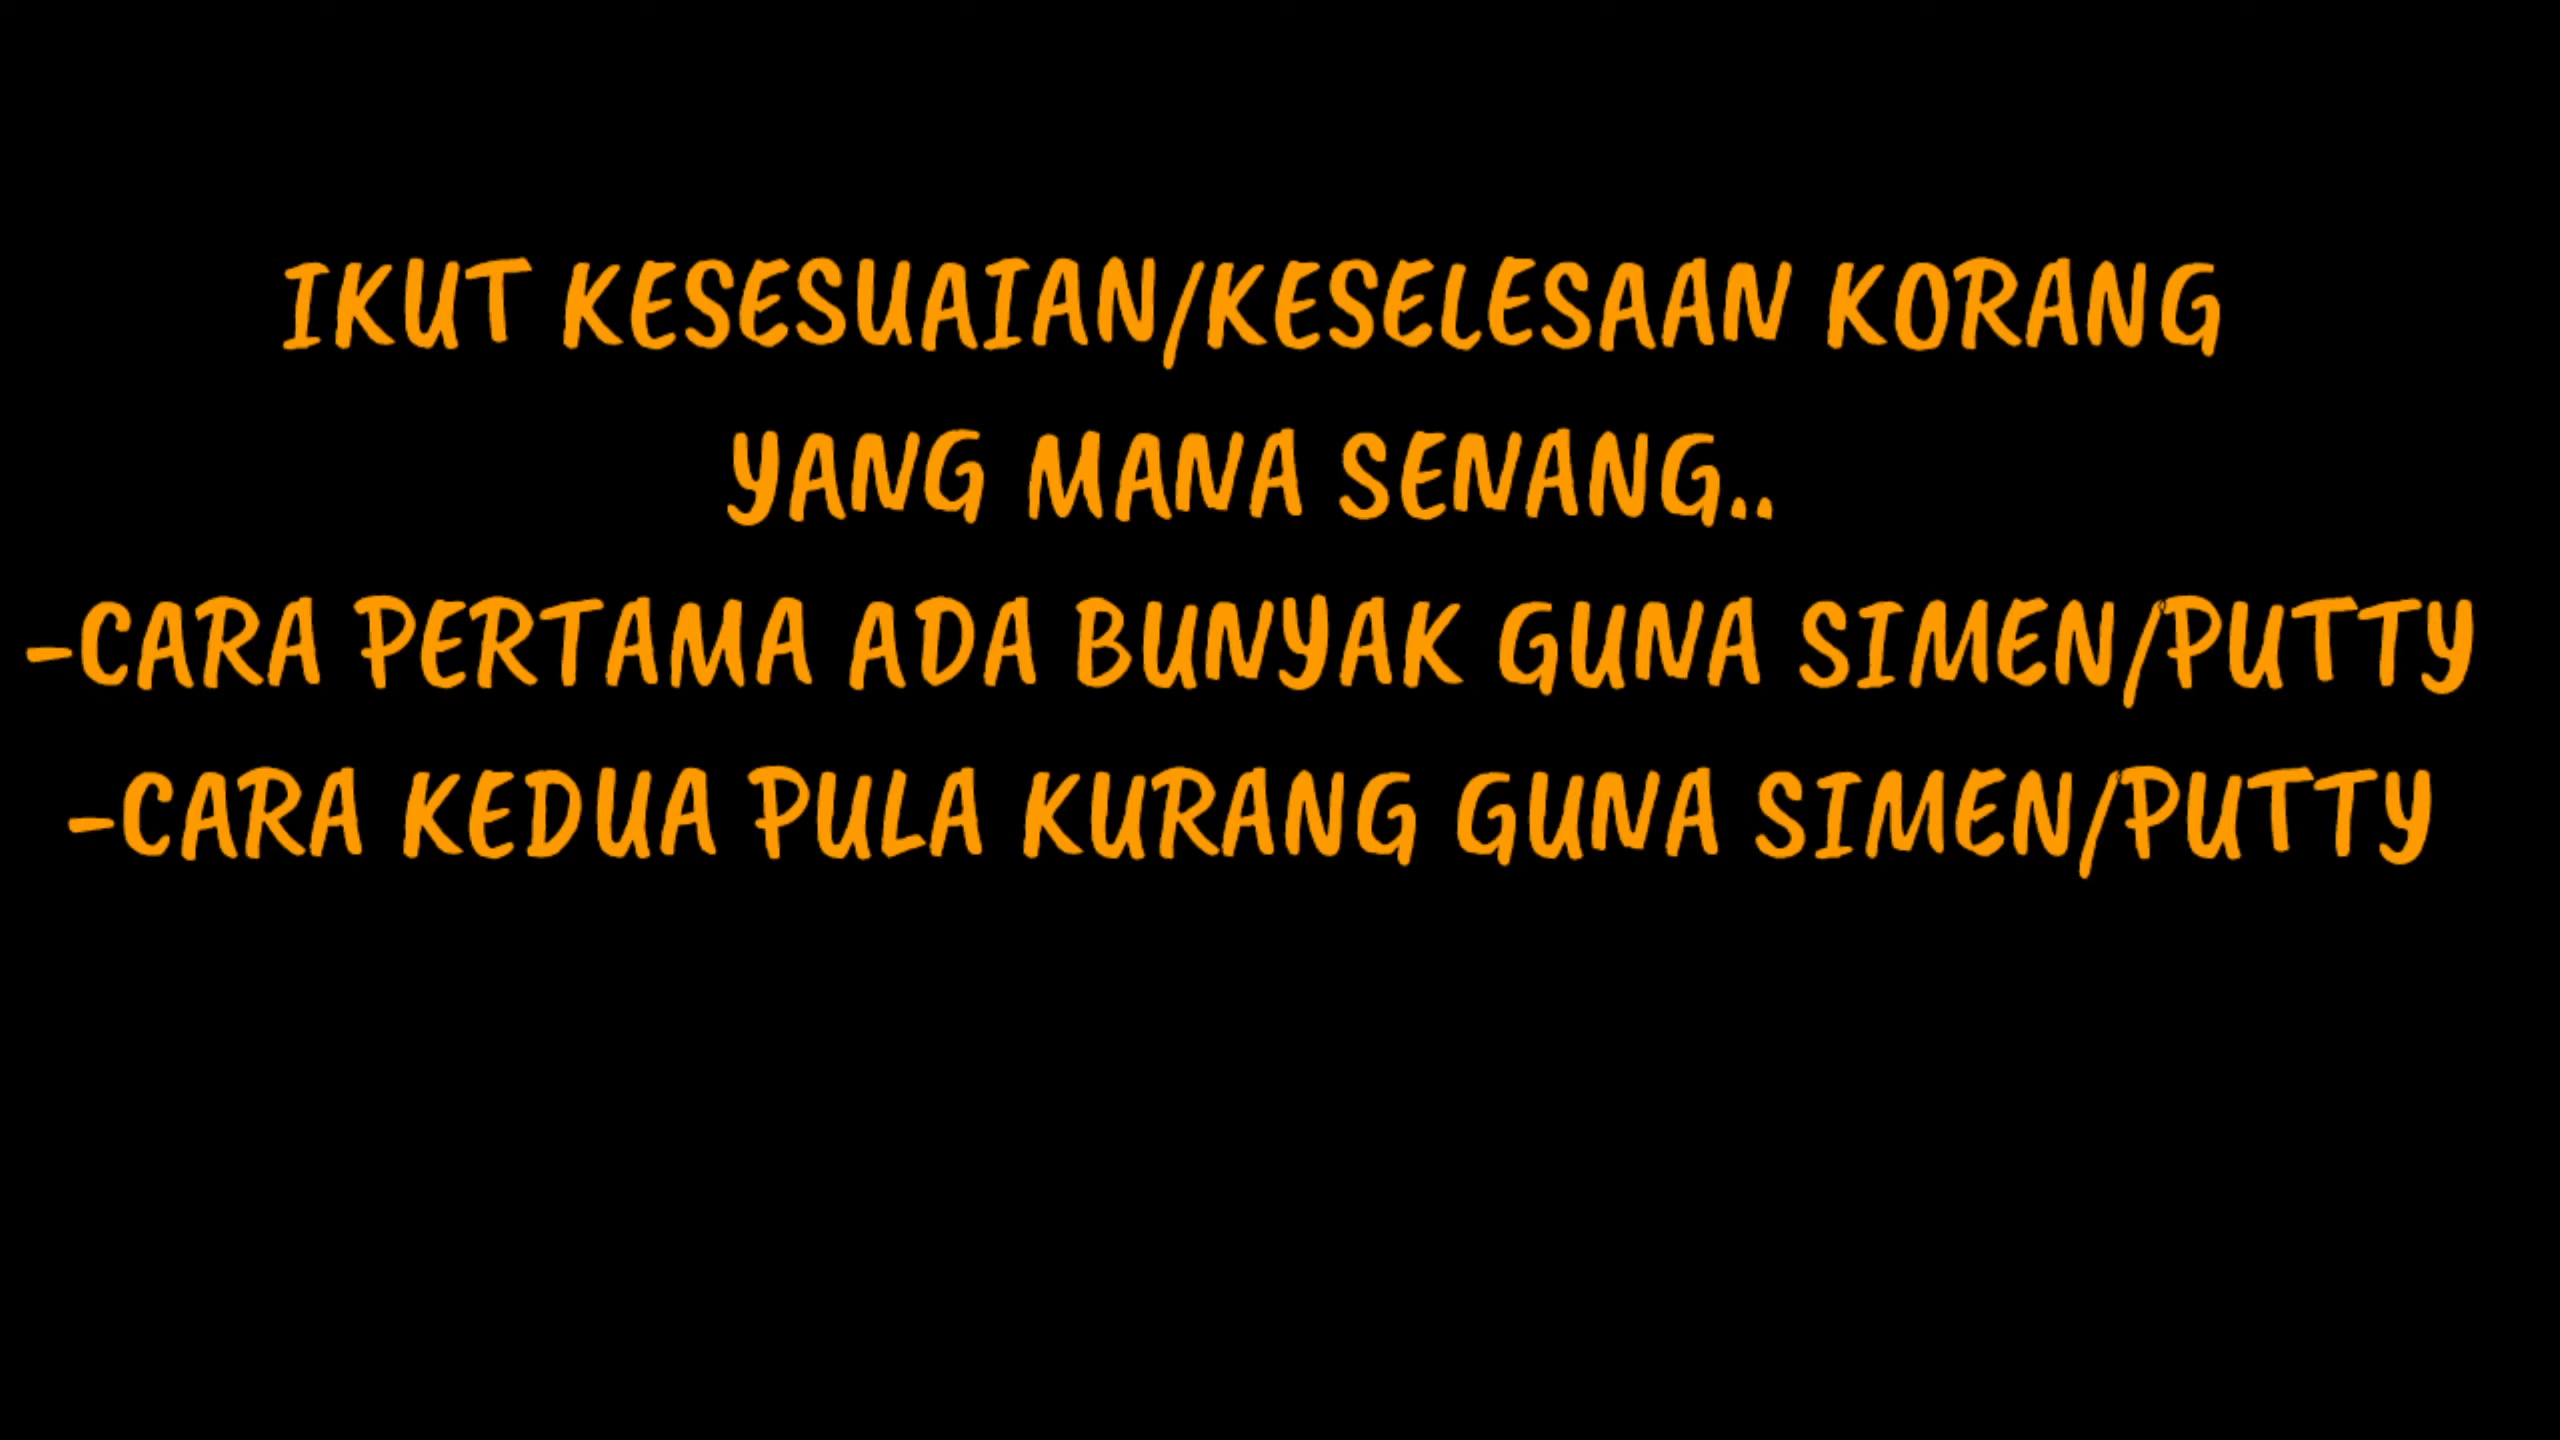 IKUT KESESUAIAN/KESELESAAN KORANG
YANG MANA SENANG..
-CARA PERTAMA ADA BUNYAK GUNA SIMEN/PUTTY
-CARA KEDUA PULA KURANG GUNA SIMEN/PUTTY